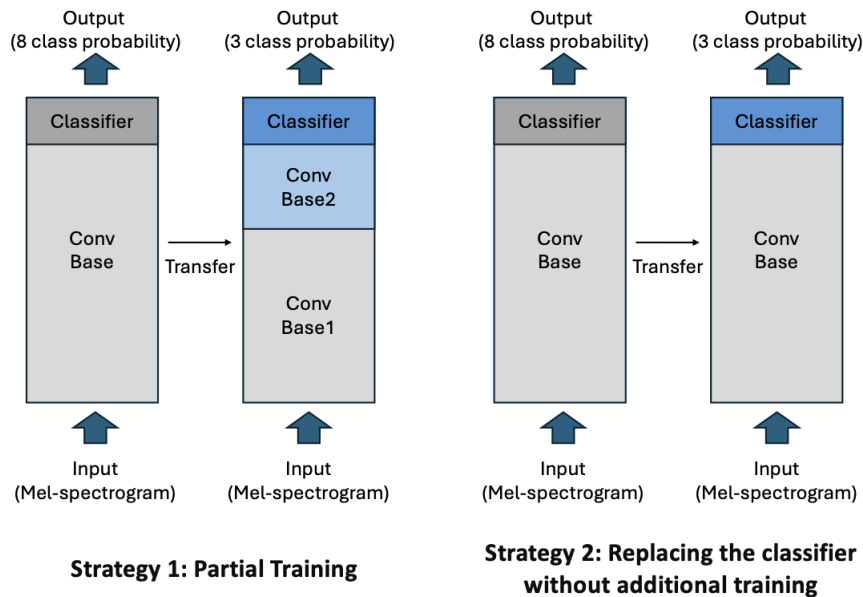 Output
(8 class probability)
Classifier
Conv
Base
Input
(Mel-spectrogram)
Transfer
Output
(3 class probability)
Classifier
Conv
Base2
Conv
Base1
Input
(Mel-spectrogram)
Strategy 1: Partial Training
Output
(8 class probability)
Classifier
Conv
Base
Input
(Mel-spectrogram)
Transfer
Output
(3 class probability)
Classifier
Conv
Base
Input
(Mel-spectrogram)
Strategy 2: Replacing the classifier
without additional training